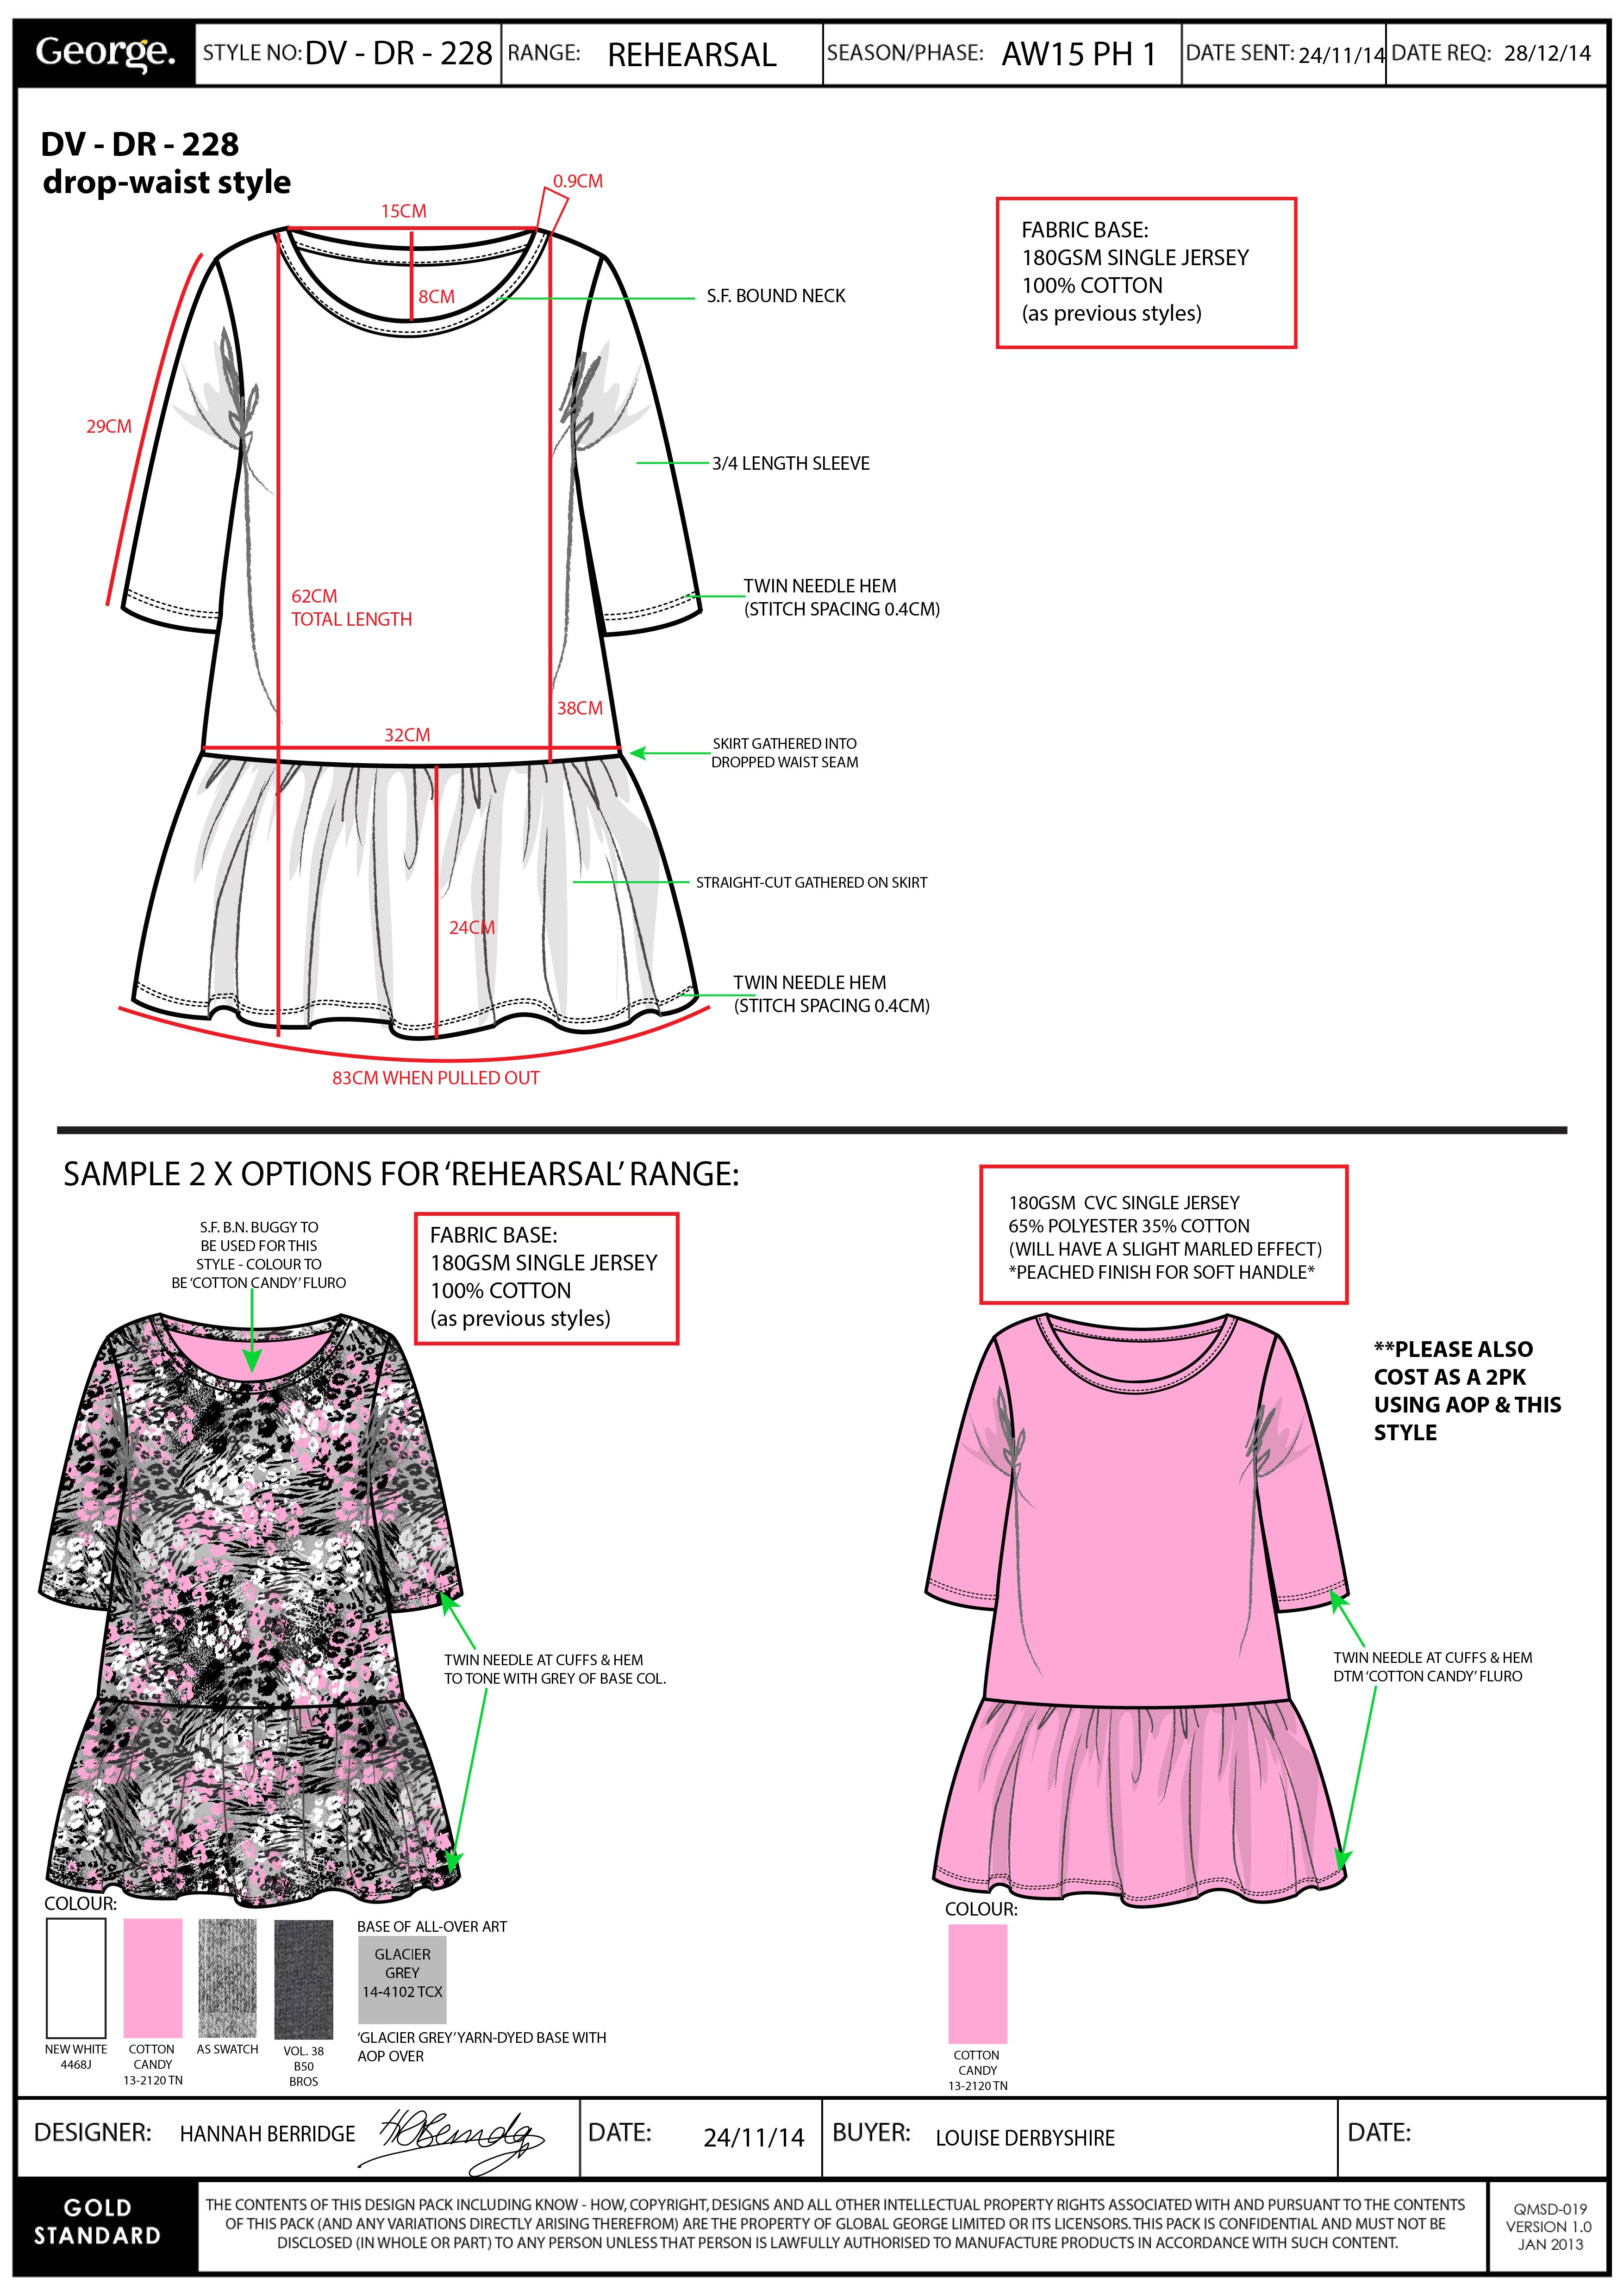 George.
STYLE NO: DV - DR - 228
RANGE: REHEARSAL
SEASON/PHASE: AW15 PH 1
DATE SENT: 24/11/14
DATE REQ: 28/12/14
DV - DR - 228
drop-waist style
0.9CM
15CM
8CM
S.F. BOUND NECK
FABRIC BASE:
180GSM SINGLE JERSEY
100% COTTON
(as previous styles)
29CM
3/4 LENGTH SLEEVE
TWIN NEEDLE HEM
(STITCH SPACING 0.4CM)
62CM
TOTAL LENGTH
38CM
32CM
SKIRT GATHERED INTO
DROPPED WAIST SEAM
STRAIGHT-CUT GATHERED ON SKIRT
24CM
TWIN NEEDLE HEM
(STITCH SPACING 0.4CM)
83CM WHEN PULLED OUT
SAMPLE 2 X OPTIONS FOR ‘REHEARSAL’ RANGE:
S.F. B.N. BUGGY TO
BE USED FOR THIS
STYLE - COLOUR TO
BE ‘COTTON CANDY’ FLURO
FABRIC BASE:
180GSM SINGLE JERSEY
100% COTTON
(as previous styles)
180GSM CVC SINGLE JERSEY
65% POLYESTER 35% COTTON
(WILL HAVE A SLIGHT MARLED EFFECT)
*PEACHED FINISH FOR SOFT HANDLE*
**PLEASE ALSO
COST AS A 2PK
USING AOP & THIS
STYLE
TWIN NEEDLE AT CUFFS & HEM
TO TONE WITH GREY OF BASE COL.
TWIN NEEDLE AT CUFFS & HEM
DTM ‘COTTON CANDY’ FLURO
COLOUR:
NEW WHITE
4468J
COTTON
CANDY
13-2120 TN
AS SWATCH
VOL. 38
B50
BROS
BASE OF ALL-OVER ART
GLACIER
GREY
14-4102 TCX
‘GLACIER GREY’ YARN-DYED BASE WITH
AOP OVER
COLOUR:
COTTON
CANDY
13-2120 TN
DESIGNER: HANNAH BERRIDGE
DATE: 24/11/14
BUYER: LOUISE DERBYSHIRE
DATE:
GOLD
STANDARD
THE CONTENTS OF THIS DESIGN PACK INCLUDING KNOW - HOW, COPYRIGHT, DESIGNS AND ALL OTHER INTELLECTUAL PROPERTY RIGHTS ASSOCIATED WITH AND PURSUANT TO THE CONTENTS
OF THIS PACK (AND ANY VARIATIONS DIRECTLY ARISING THEREFROM) ARE THE PROPERTY OF GLOBAL GEORGE LIMITED OR ITS LICENSORS. THIS PACK IS CONFIDENTIAL AND MUST NOT BE
DISCLOSED (IN WHOLE OR PART) TO ANY PERSON UNLESS THAT PERSON IS LAWFULLY AUTHORISED TO MANUFACTURE PRODUCTS IN ACCORDANCE WITH SUCH CONTENT.
QMSD-019
VERSION 1.0
JAN 2013